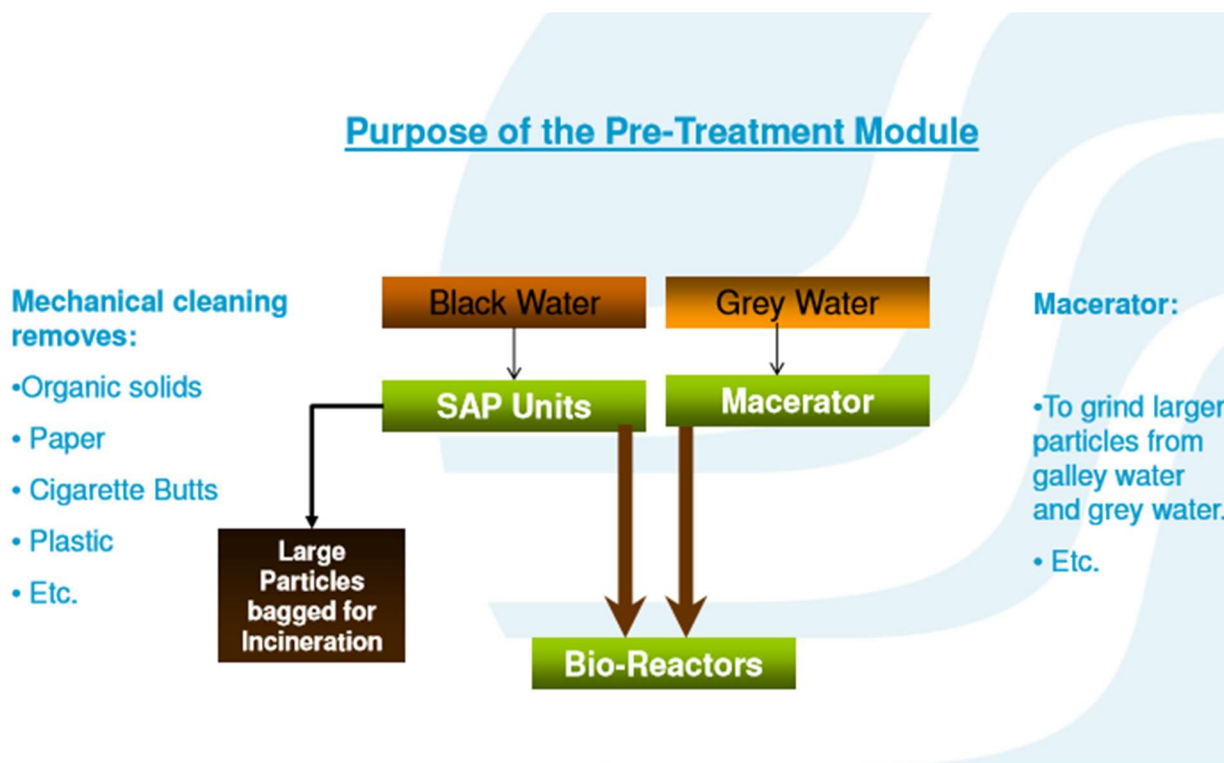 Purpose of the Pre-Treatment Module
Mechanical cleaning
removes:
•Organic solids
• Paper
• Cigarette Butts
• Plastic
• Etc.
Black Water
Grey Water
SAP Units
Macerator
Large
Particles
bagged for
Incineration
Bio-Reactors
Macerator:
•To grind larger
particles from
galley water
and grey water.
• Etc.